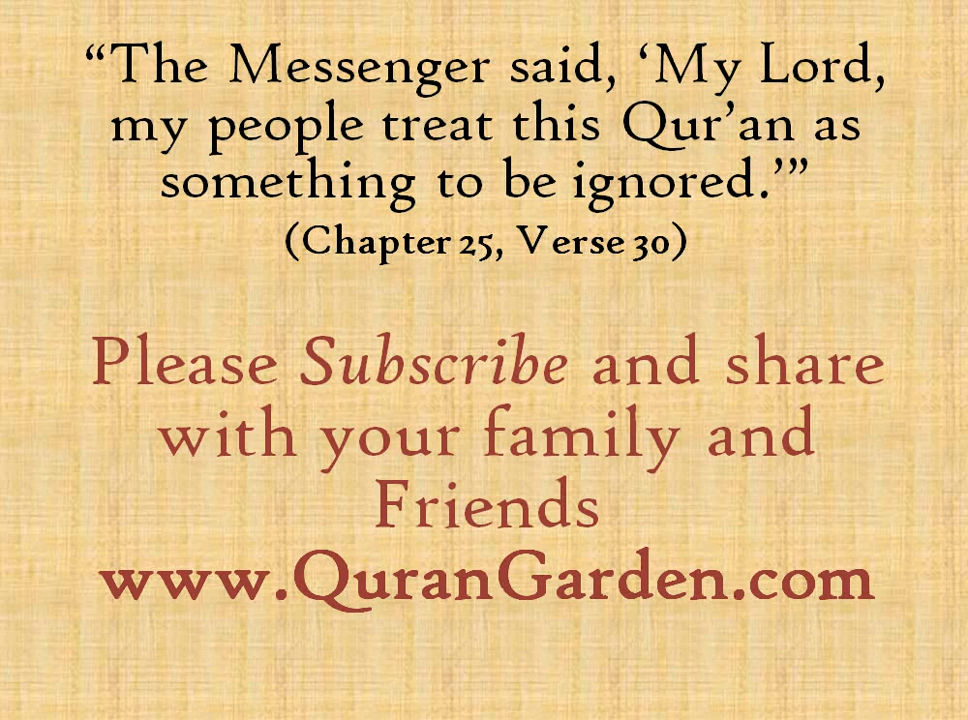 “The Messenger said, ‘My Lord,
my people treat this Qur’an as
something to be ignored.’”
(Chapter 25, Verse 30)
Please Subscribe and share
with your family and
Friends
www.QuranGarden.com